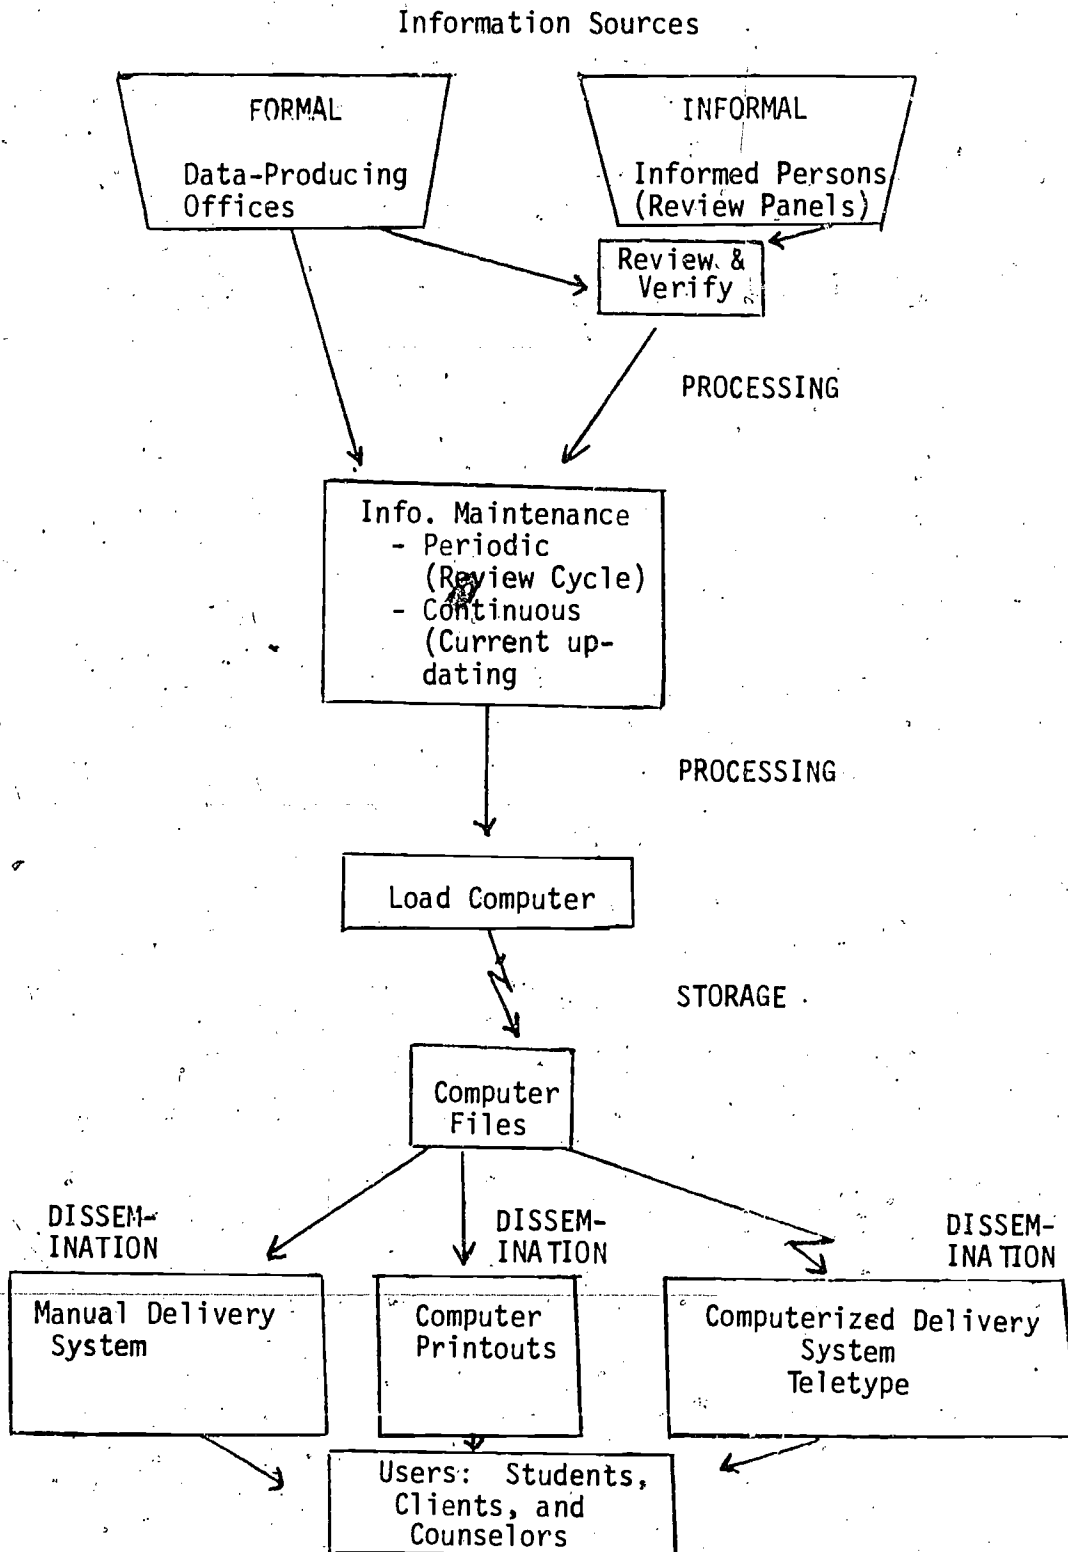 Information Sources
FORMAL
Data-Producing
Offices
INFORMAL
Informed Persons
(Review Panels)
Review &
Verify
PROCESSING
Info. Maintenance
- Periodic
(Review Cycle)
- Continuous
(Current up-
dating
PROCESSING
Load Computer
STORAGE
Computer
Files
DISSEM-
INATION
DISSEM-
INATION
DISSEM-
INATION
Manual Delivery
System
Computer
Printouts
Computerized Delivery
System
Teletype
Users: Students,
Clients, and
Counselors